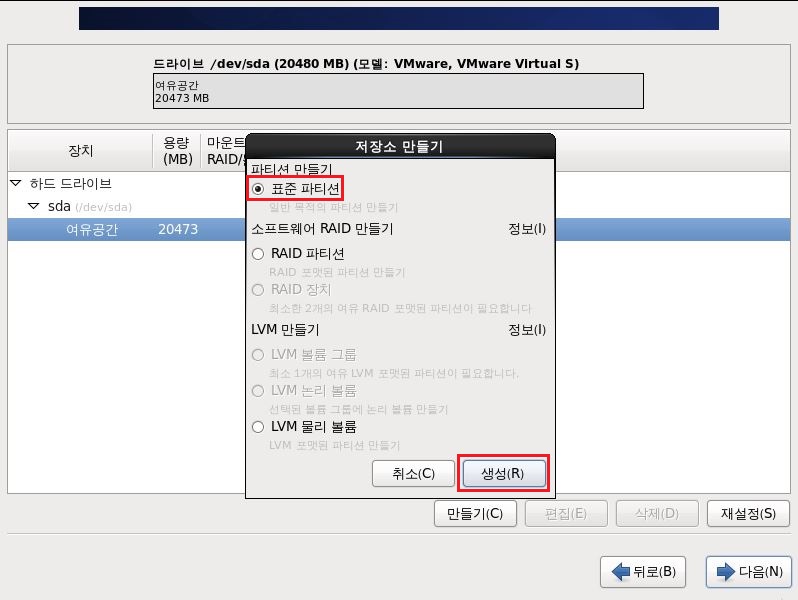 드라이브 /dev/sda (20480 MB) (모델: VMware, VMware Virtual S)
여유공간
20473 MB
장치
용량
(MB)
마운트
RAID/
하드 드라이브
sda (/dev/sda)
여유공간 20473
저장소 만들기
파티션 만들기
표준 파티션
일반 목적의 파티션 만들기
소프트웨어 RAID 만들기 정보(I)
RAID 파티션
RAID 포맷된 파티션 만들기
RAID 장치
최소한 2개의 여유 RAID 포맷된 파티션이 필요합니다
LVM 만들기 정보(I)
LVM 볼륨 그룹
최소 1개의 여유 LVM 포맷된 파티션이 필요합니다.
LVM 논리 볼륨
선택된 볼륨 그룹에 논리 볼륨 만들기
LVM 물리 볼륨
LVM 포맷된 파티션 만들기
취소(C) 생성(R)
만들기(C) 편집(E) 삭제(D) 재설정(S)
뒤로(B) 다음(N)